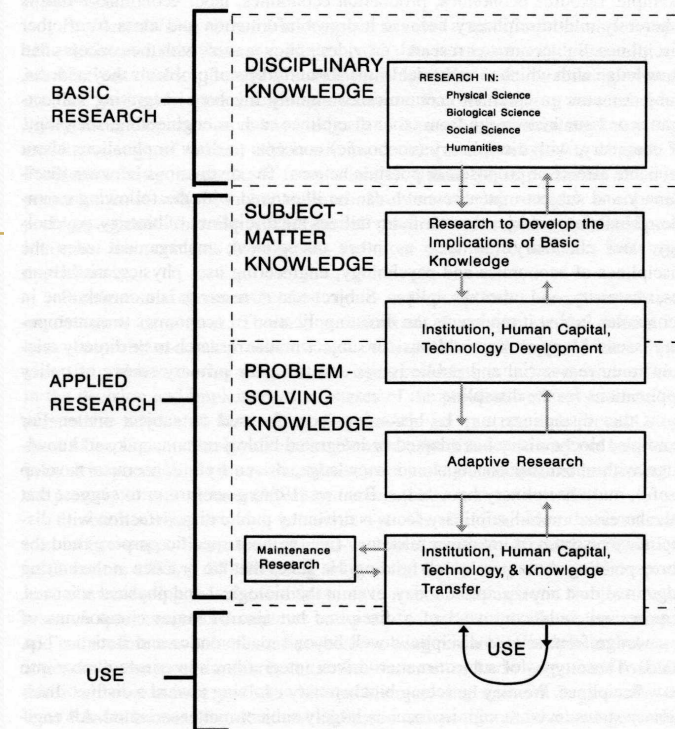 BASIC
RESEARCH
DISCIPLINARY
KNOWLEDGE
RESEARCH IN:
Physical Science
Biological Science
Social Science
Humanities
SUBJECT-
MATTER
KNOWLEDGE
Research to Develop the
Implications of Basic
Knowledge
Institution, Human Capital,
Technology Development
APPLIED
RESEARCH
PROBLEM-
SOLVING
KNOWLEDGE
Adaptive Research
Maintenance
Research
Institution, Human Capital,
Technology, & Knowledge
Transfer
USE
USE